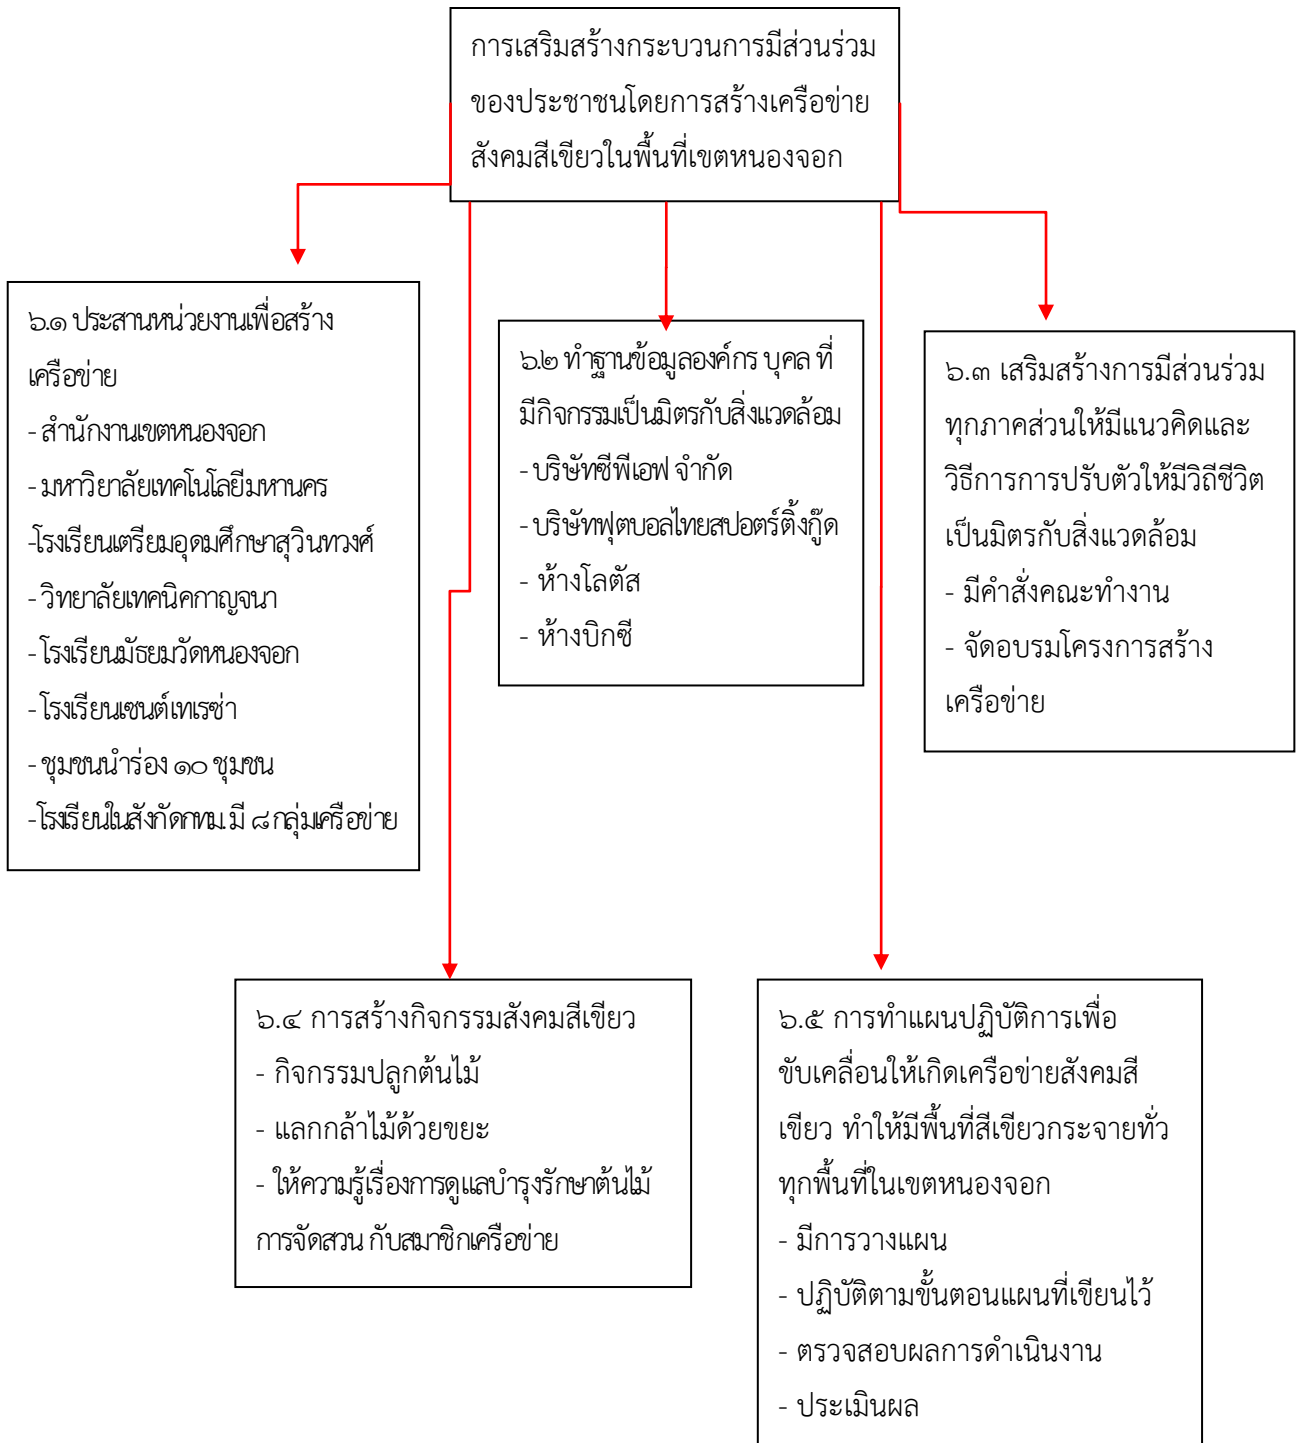 การเสริมสร้างกระบวนการมีส่วนร่วม
ของประชาชนโดยการสร้างเครือข่าย
สังคมสีเขียวในพื้นที่เขตหนองจอก
๖.๑ ประสานหน่วยงานเพื่อสร้าง
เครือข่าย
- สำนักงานเขตหนองจอก
- มหาวิยาลัยเทคโนโลยีมหานคร
-โรงเรียนเตรียมอุดมศึกษาสุวินทวงศ์
- วิทยาลัยเทคนิคกาญจนา
- โรงเรียนมัธยมวัดหนองจอก
- โรงเรียนเซนต์เทเรซ่า
- ชุมชนนำร่อง ๑๐ ชุมชน
-โรงเรียนในสังกัดกทม. มี ๘ กลุ่มเครือข่าย
๖.๒ ทำฐานข้อมูลองค์กร บุคล ที่
มีกิจกรรมเป็นมิตรกับสิ่งแวดล้อม
- บริษัทซีพีเอฟ จำกัด
- บริษัทฟุตบอลไทยสปอตร์ติ้งกู๊ด
- ห้างโลตัส
- ห้างบิกซี
๖.๓ เสริมสร้างการมีส่วนร่วม
ทุกภาคส่วนให้มีแนวคิดและ
วิธีการการปรับตัวให้มีวิถีชีวิต
เป็นมิตรกับสิ่งแวดล้อม
- มีคำสั่งคณะทำงาน
- จัดอบรมโครงการสร้าง
เครือข่าย
๖.๔ การสร้างกิจกรรมสังคมสีเขียว
- กิจกรรมปลูกต้นไม้
- แลกกล้าไม้ด้วยขยะ
- ให้ความรู้เรื่องการดูแลบำรุงรักษาต้นไม้
การจัดสวน กับสมาชิกเครือข่าย
๖.๕ การทำแผนปฏิบัติการเพื่อ
ขับเคลื่อนให้เกิดเครือข่ายสังคมสี
เขียว ทำให้มีพื้นที่สีเขียวกระจายทั่ว
ทุกพื้นที่ในเขตหนองจอก
- มีการวางแผน
- ปฏิบัติตามขั้นตอนแผนที่เขียนไว้
- ตรวจสอบผลการดำเนินงาน
- ประเมินผล